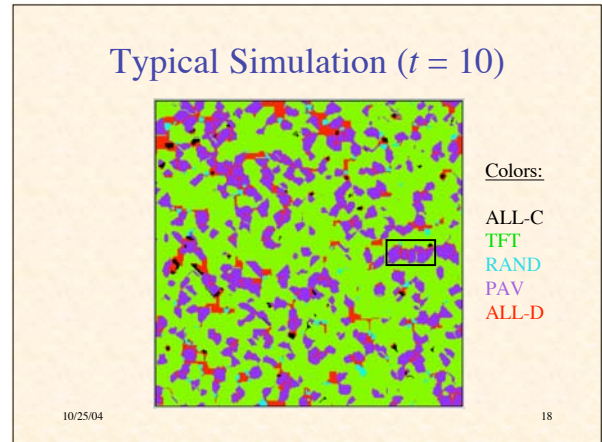 Typical Simulation (t = 10)
Colors:
ALL-C
TFT
RAND
PAV
ALL-D
10/25/04
18